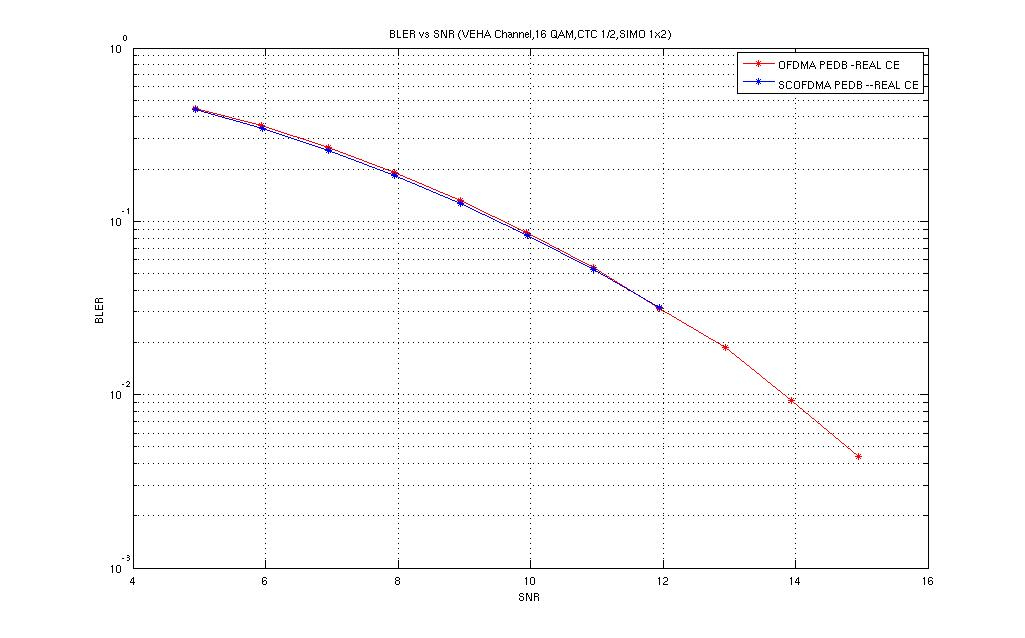 BLER vs SNR (VEHA Channel,16 QAM,CTC 1/2,SIMO 1x2)
OFDMA PEDB -REAL CE
SCOFDMA PEDB --REAL CE
10^0
10^-1
10^-2
10^-3
BLER
4 6 8 10 12 14 16
SNR